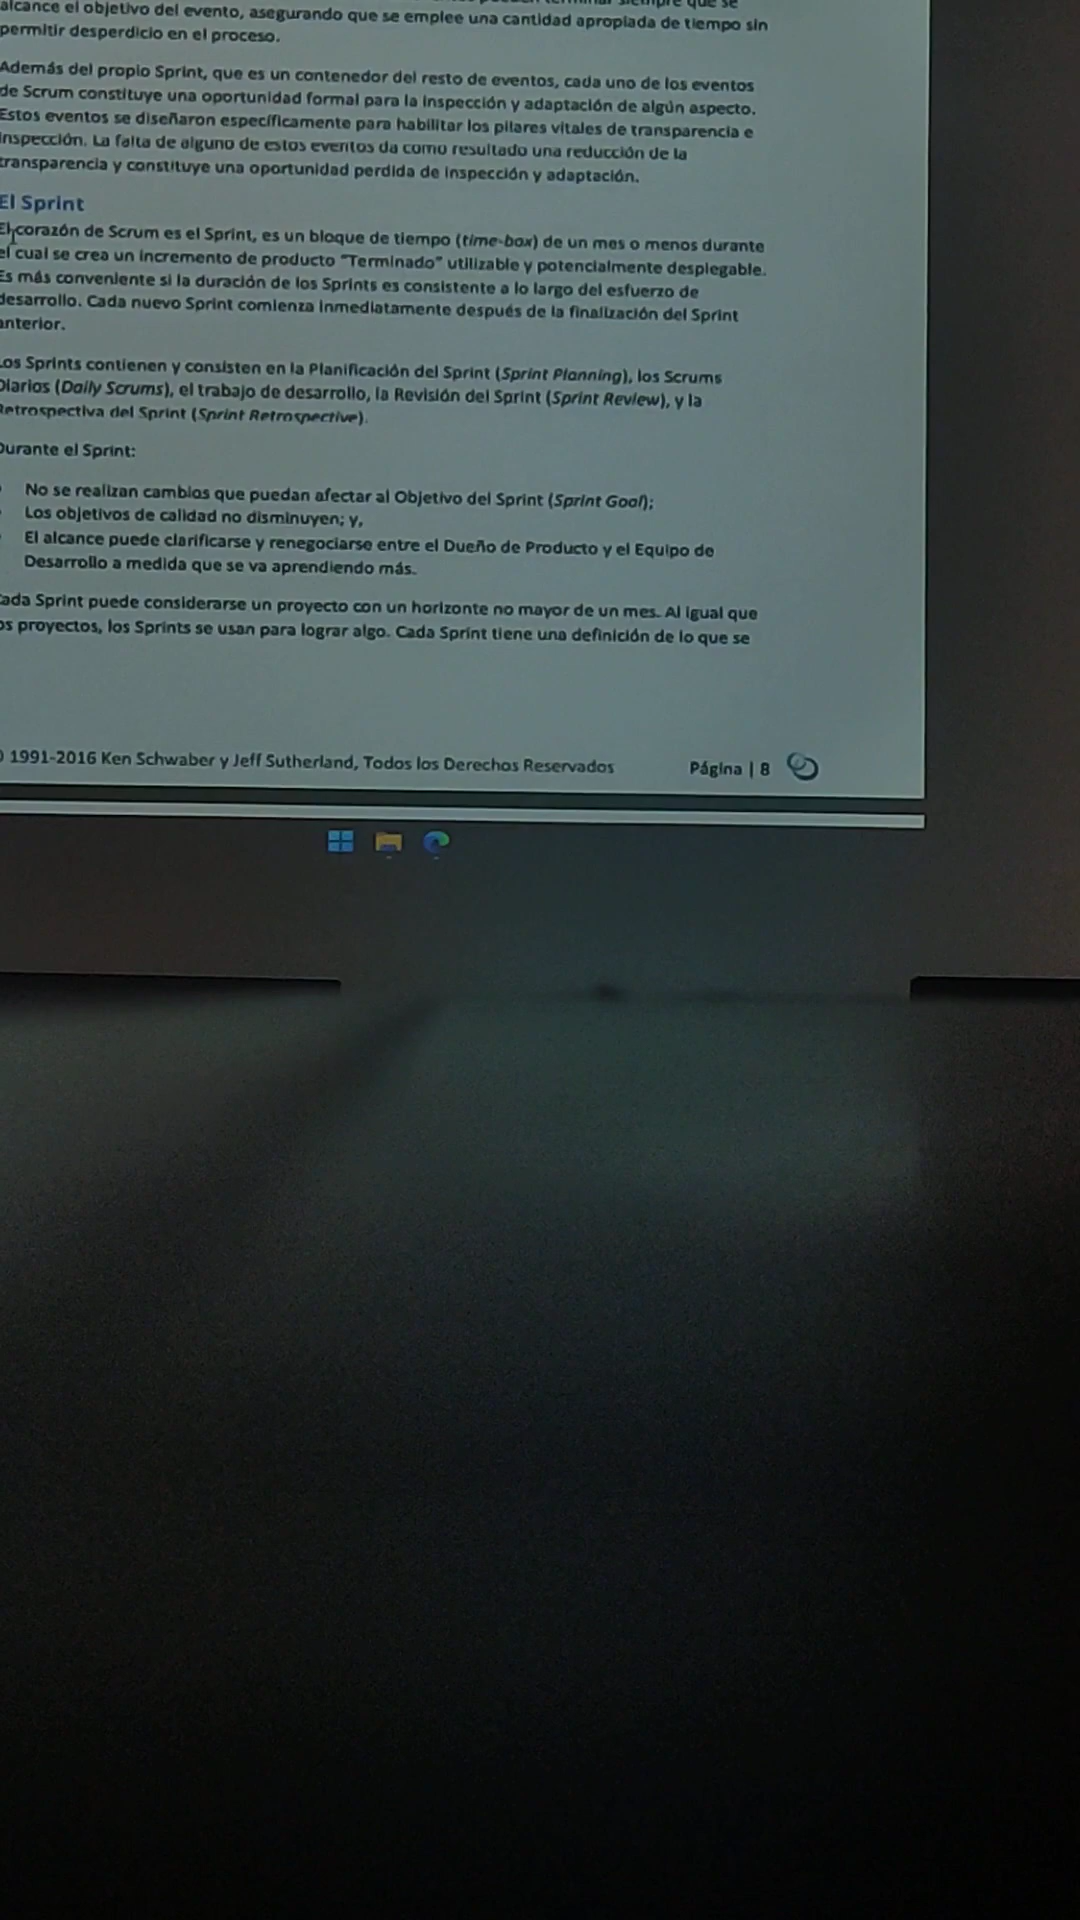 alcance el objetivo del evento, asegurando que se emplee una cantidad apropiada de tiempo sin
permitir desperdicio en el proceso.
Además del propio Sprint, que es un contenedor del resto de eventos, cada uno de los eventos
de Scrum constituye una oportunidad formal para la inspección y adaptación de algún aspecto.
Estos eventos se diseñaron específicamente para habilitar los pilares vitales de transparencia e
inspección. La falta de alguno de estos eventos da como resultado una reducción de la
transparencia y constituye una oportunidad perdida de inspección y adaptación.
El Sprint
El corazón de Scrum es el Sprint, es un bloque de tiempo (time-box) de un mes o menos durante
el cual se crea un incremento de producto “Terminado” utilizable y potencialmente desplegable.
Es más conveniente si la duración de los Sprints es consistente a lo largo del esfuerzo de
desarrollo. Cada nuevo Sprint comienza inmediatamente después de la finalización del Sprint
anterior.
Los Sprints contienen y consisten en la Planificación del Sprint (Sprint Planning), los Scrums
Diarios (Daily Scrums), el trabajo de desarrollo, la Revisión del Sprint (Sprint Review), y la
Retrospectiva del Sprint (Sprint Retrospective).
Durante el Sprint:
No se realizan cambios que puedan afectar al Objetivo del Sprint (Sprint Goal);
Los objetivos de calidad no disminuyen; y,
El alcance puede clarificarse y renegociarse entre el Dueño de Producto y el Equipo de
Desarrollo a medida que se va aprendiendo más.
Cada Sprint puede considerarse un proyecto con un horizonte no mayor de un mes. Al igual que
os proyectos, los Sprints se usan para lograr algo. Cada Sprint tiene una definición de lo que se
© 1991-2016 Ken Schwaber y Jeff Sutherland, Todos los Derechos Reservados Página | 8